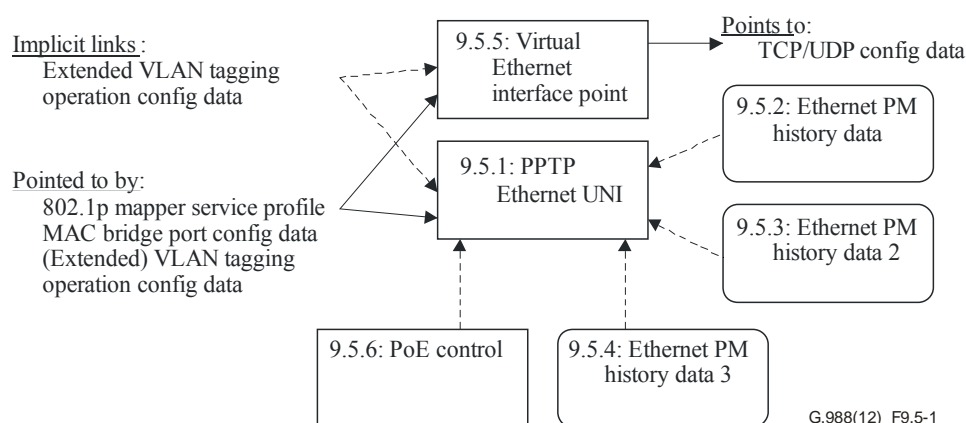 Implicit links:
Extended VLAN tagging
operation config data
Pointed to by:
802.1p mapper service profile
MAC bridge port config data
(Extended) VLAN tagging
operation config data
9.5.5: Virtual
Ethernet
interface point
Points to:
TCP/UDP config data
9.5.1: PPTP
Ethernet UNI
9.5.2: Ethernet PM
history data
9.5.3: Ethernet PM
history data 2
9.5.6: PoE control
9.5.4: Ethernet PM
history data 3
G.988(12)_F9.5-1